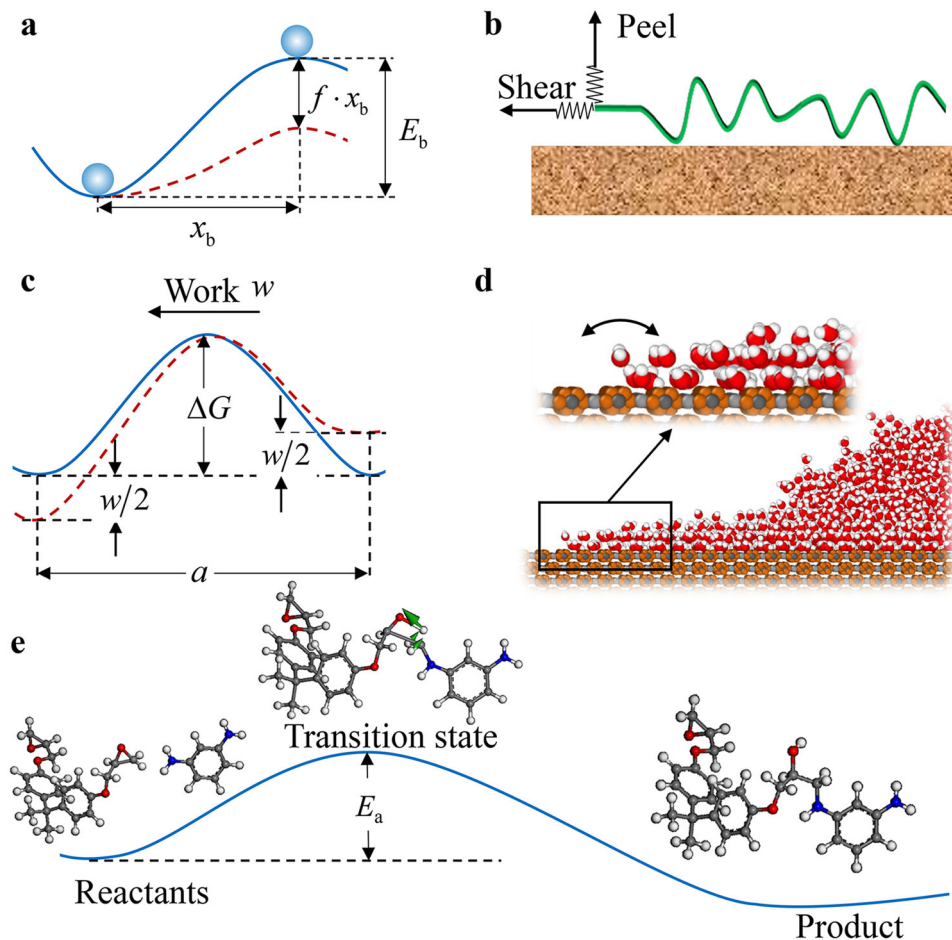 a
f · x_b
E_b
x_b
b
Peel
Shear
c
Work w
ΔG
w/2
w/2
a
d
e
Transition state
E_a
Reactants
Product